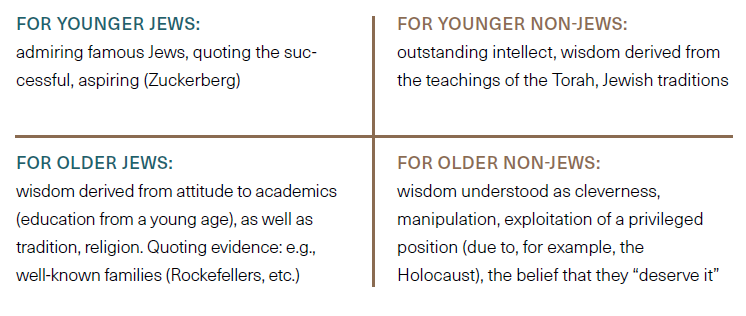 FOR YOUNGER JEWS:
admiring famous Jews, quoting the suc-
cessful, aspiring (Zuckerberg)
FOR YOUNGER NON-JEWS:
outstanding intellect, wisdom derived from
the teachings of the Torah, Jewish traditions
FOR OLDER JEWS:
wisdom derived from attitude to academics
(education from a young age), as well as
tradition, religion. Quoting evidence: e.g.,
well-known families (Rockefellers, etc.)
FOR OLDER NON-JEWS:
wisdom understood as cleverness,
manipulation, exploitation of a privileged
position (due to, for example, the
Holocaust), the belief that they “deserve it”